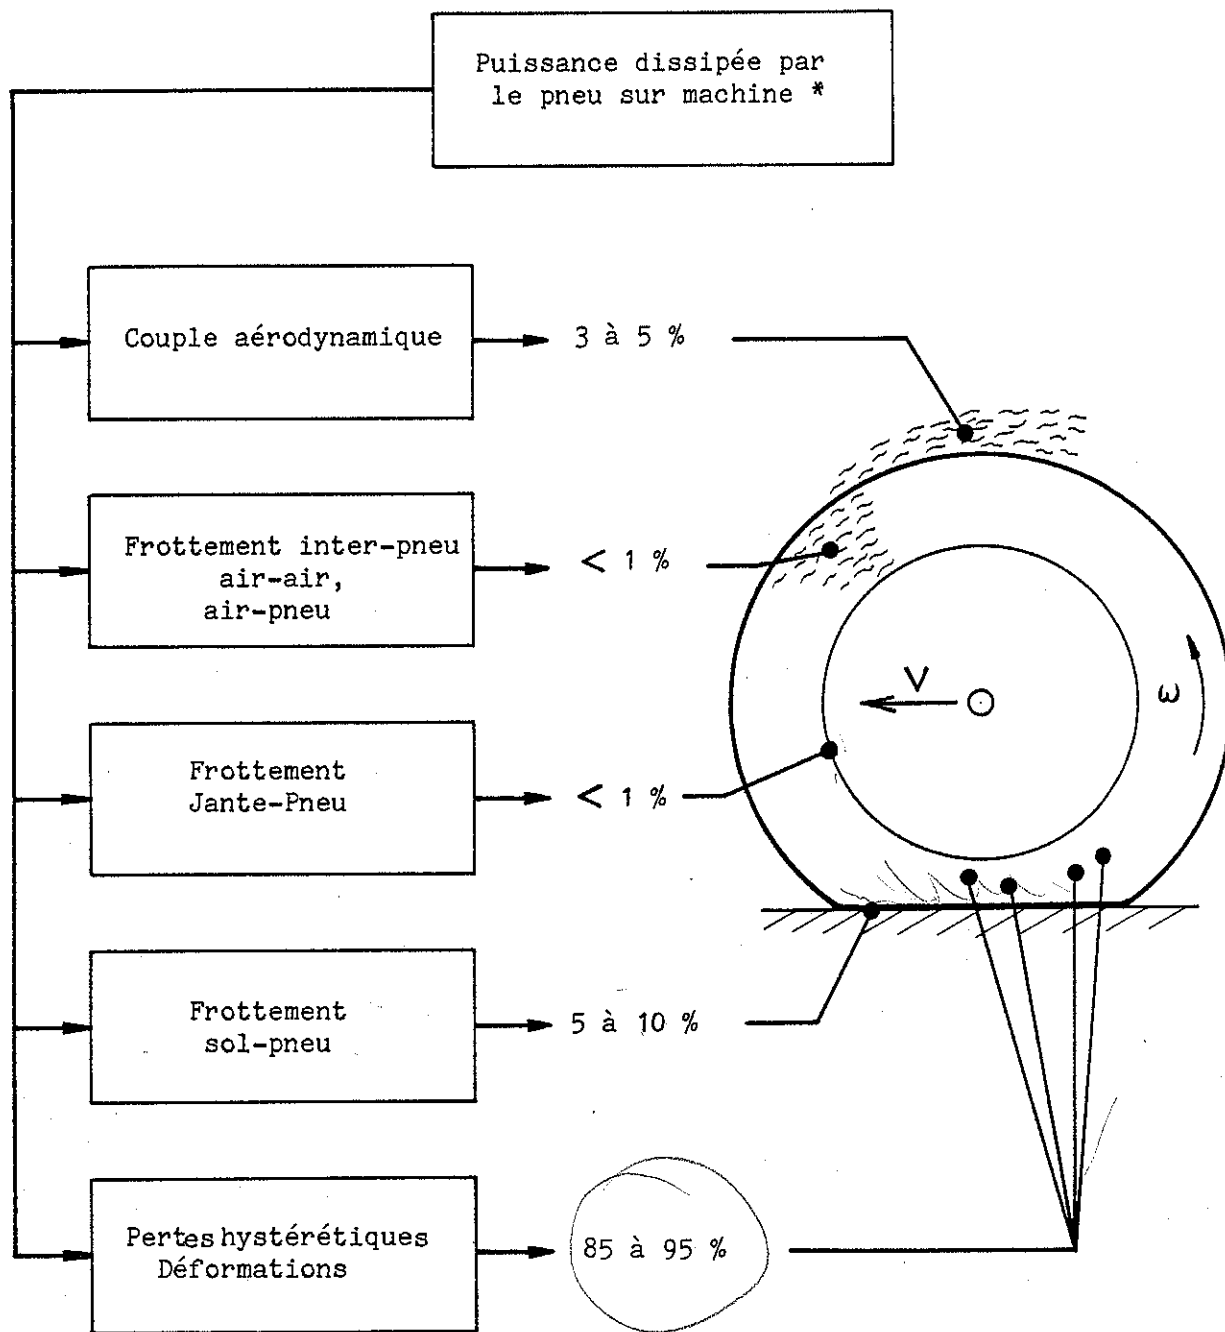 Puissance dissipée par
le pneu sur machine *
Couple aérodynamique
3 à 5 %
Frottement inter-pneu
air-air,
air-pneu
< 1 %
V
ω
Frottement
Jante-Pneu
< 1 %
Frottement
sol-pneu
5 à 10 %
Pertes hystérétiques
Déformations
85 à 95 %